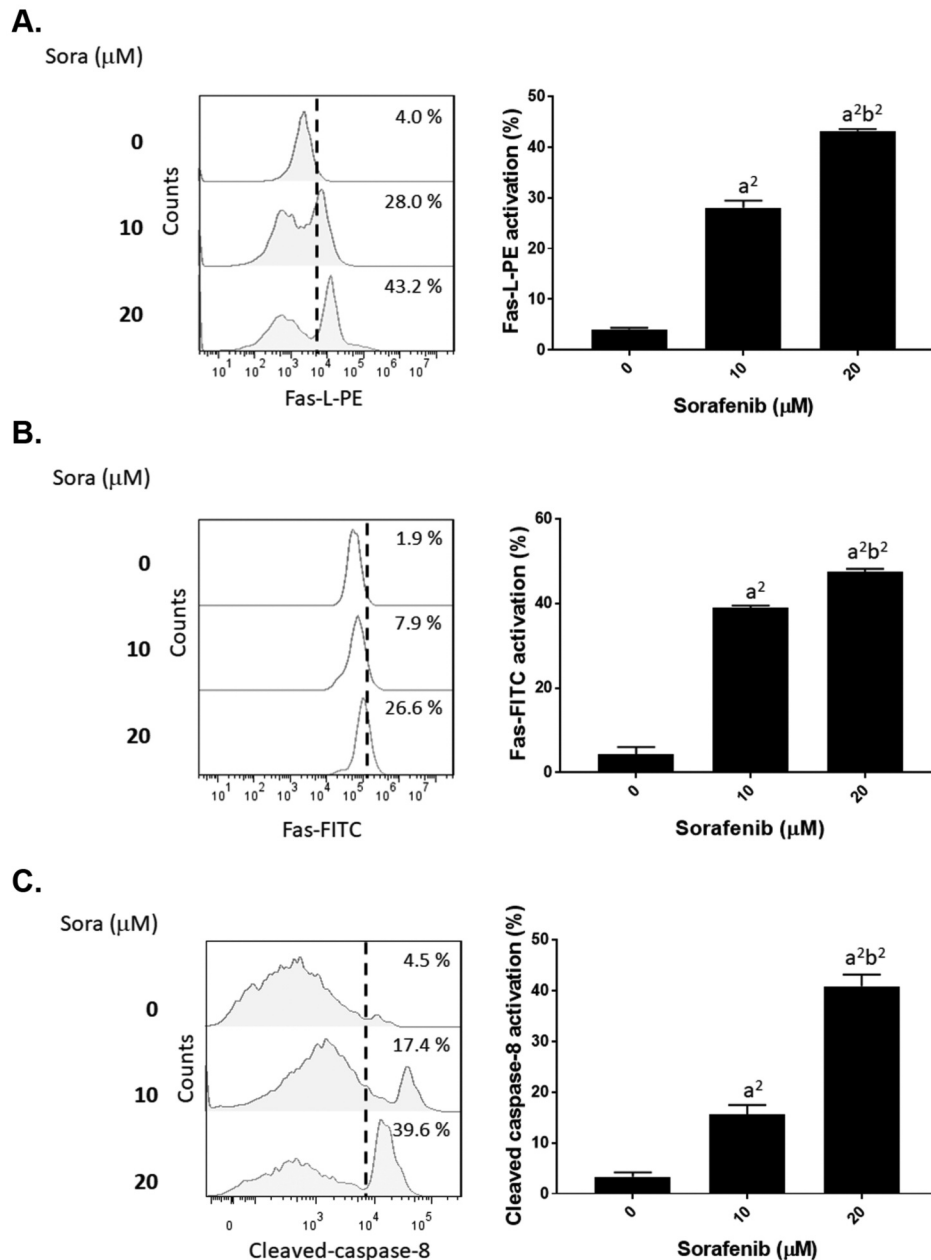 A.
Sora (μM)
0
10
20
Counts
4.0 %
28.0 %
43.2 %
10¹ 10² 10³ 10⁴ 10⁵ 10⁶ 10⁷
Fas-L-PE
Fas-L-PE activation (%)
50
40
30
20
10
0
a²
a²b²
0 10 20
Sorafenib (μM)
B.
Sora (μM)
0
10
20
Counts
1.9 %
7.9 %
26.6 %
10¹ 10² 10³ 10⁴ 10⁵ 10⁶ 10⁷
Fas-FITC
Fas-FITC activation (%)
60
40
20
0
a²
a²b²
0 10 20
Sorafenib (μM)
C.
Sora (μM)
0
10
20
Counts
4.5 %
17.4 %
39.6 %
0 10³ 10⁴ 10⁵
Cleaved-caspase-8
Cleaved caspase-8 activation (%)
50
40
30
20
10
0
a²
a²b²
0 10 20
Sorafenib (μM)